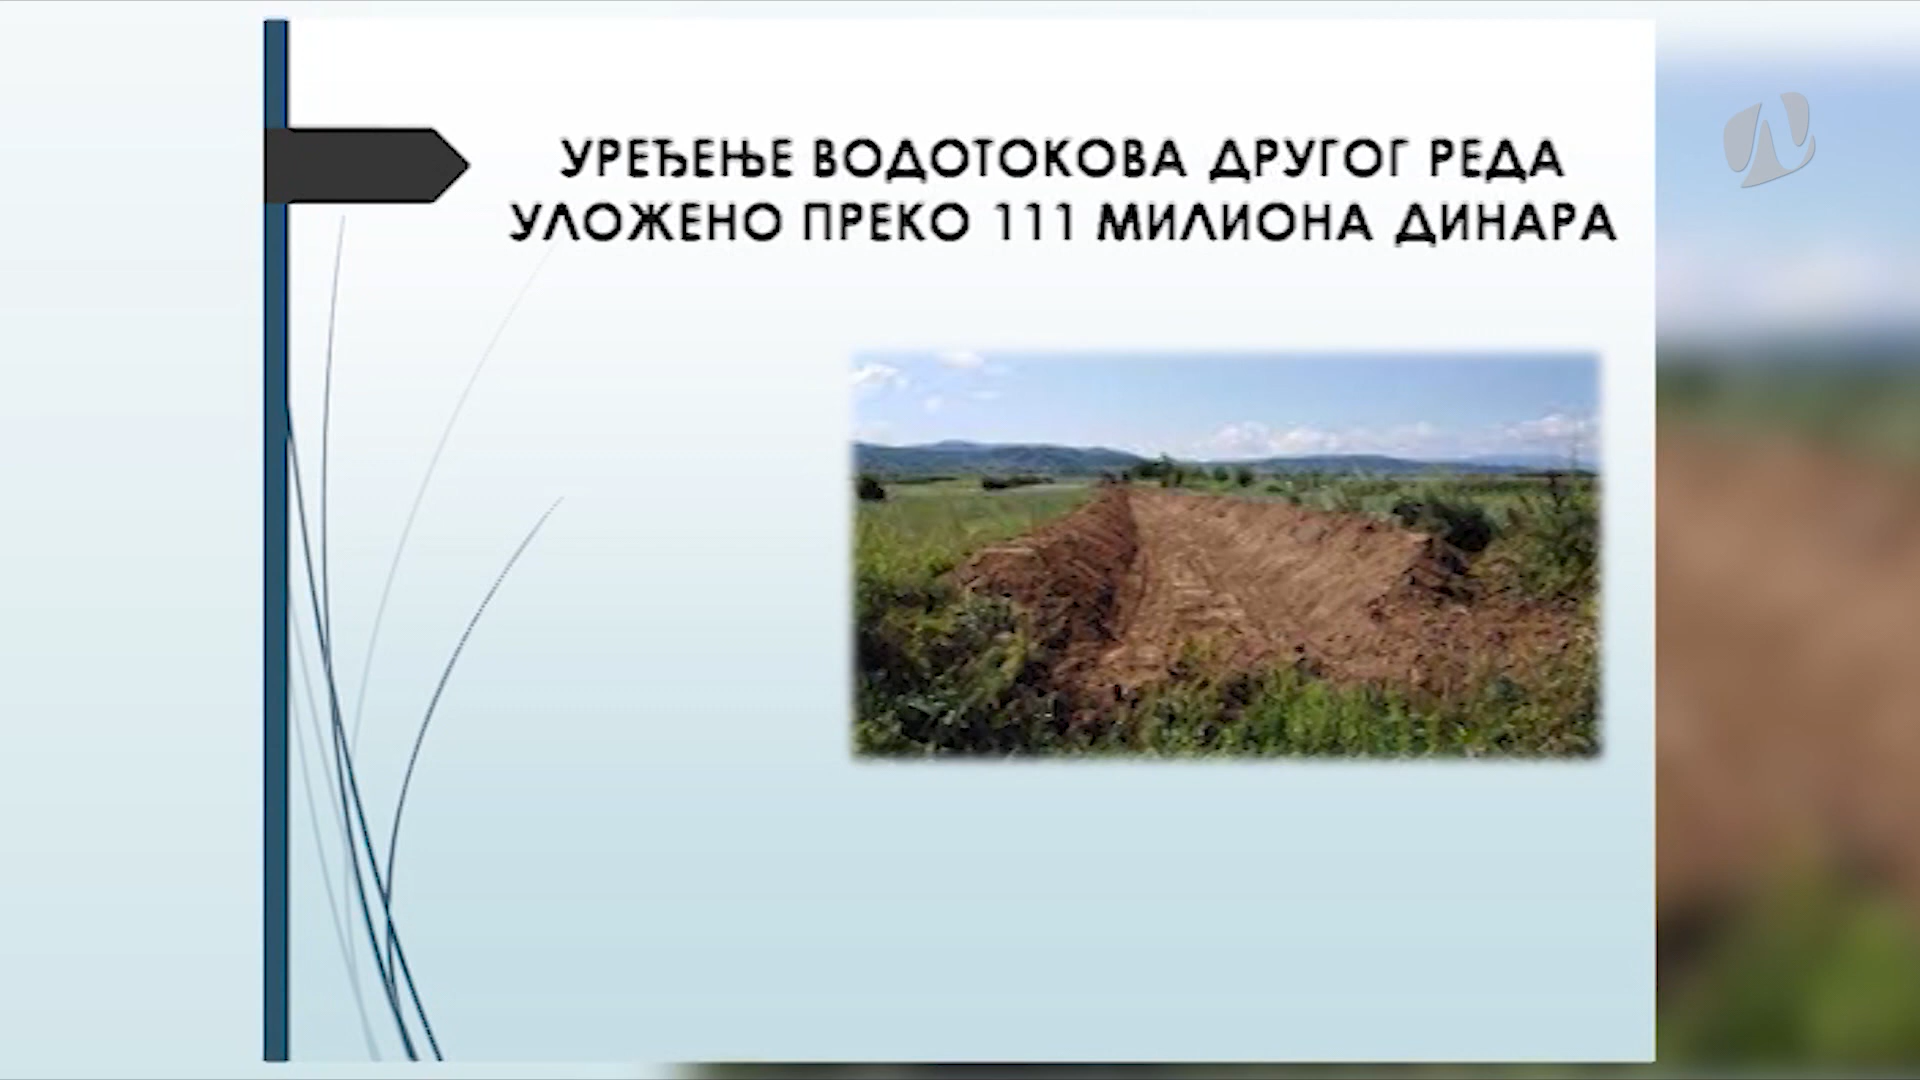 УРЕЂЕЊЕ ВОДОТОКОВА ДРУГОГ РЕДА
УЛОЖЕНО ПРЕКО 111 МИЛИОНА ДИНАРА